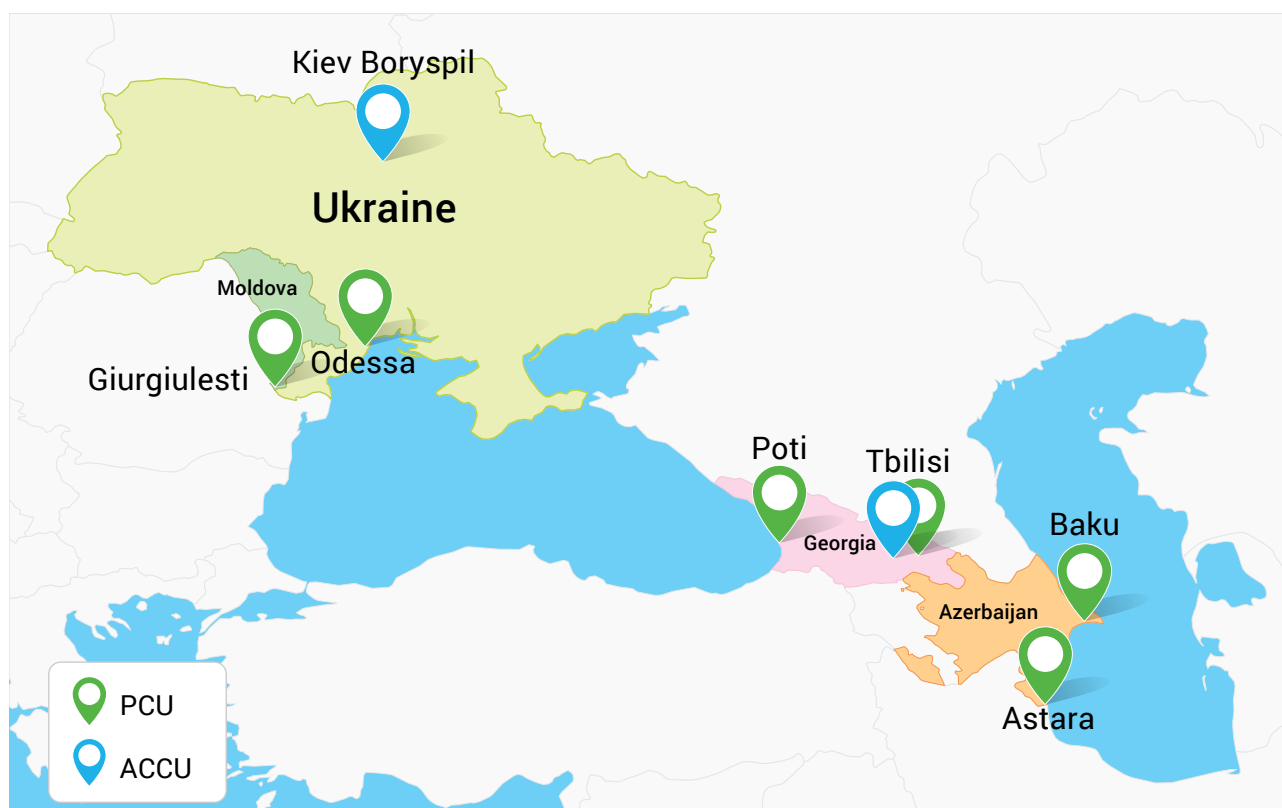 Kiev Boryspil
Ukraine
Moldova
Odessa
Giurgiulesti
Poti
Tbilisi
Georgia
Baku
Azerbaijan
Astara
PCU
ACCU